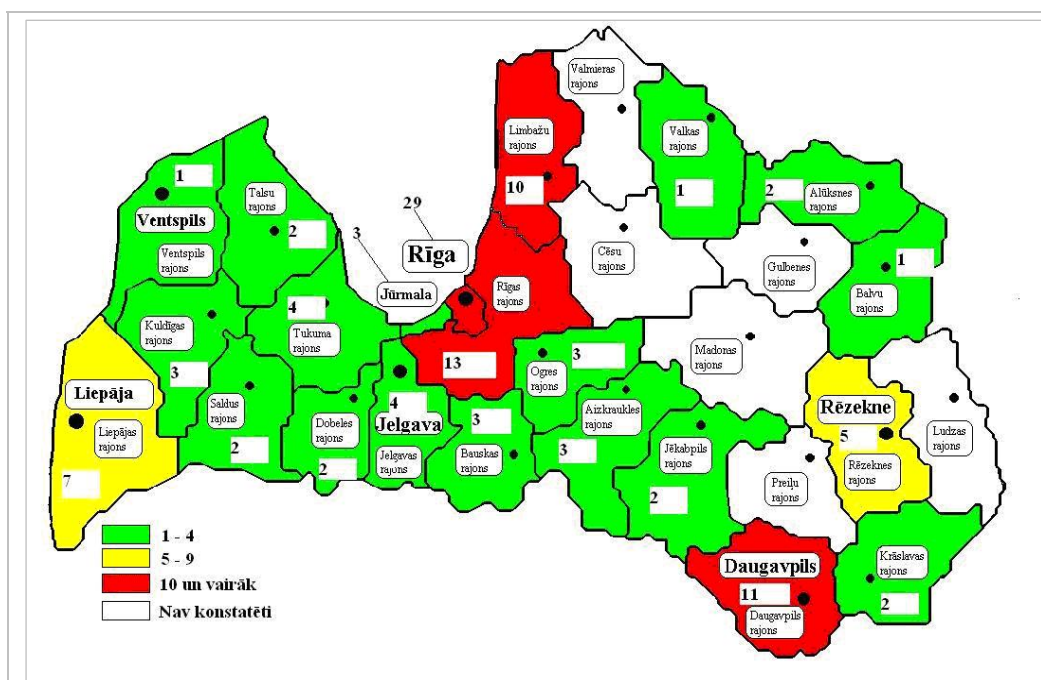 Valmieras
rajons
Limbažu
rajons
10
Valkas
rajons
1
2
Alūksnes
rajons
1
Ventspils
Ventspils
rajons
Talsu
rajons
2
29
3
Rīga
Jūrmala
Rīgas
rajons
Cēsu
rajons
Gulbenes
rajons
1
Balvu
rajons
4
Tukuma
rajons
Kuldīgas
rajons
3
13
Ogres
rajons
3
Madonas
rajons
Liepāja
Liepājas
rajons
7
Saldus
rajons
2
Dobeles
rajons
2
4
Jelgava
Jelgavas
rajons
3
Bauskas
rajons
Aizkraukles
rajons
3
Jēkabpils
rajons
2
Rēzekne
5
Rēzeknes
rajons
Ludzas
rajons
Preiļu
rajons
Daugavpils
11
Daugavpils
rajons
Krāslavas
rajons
2
1 - 4
5 - 9
10 un vairāk
Nav konstatēti